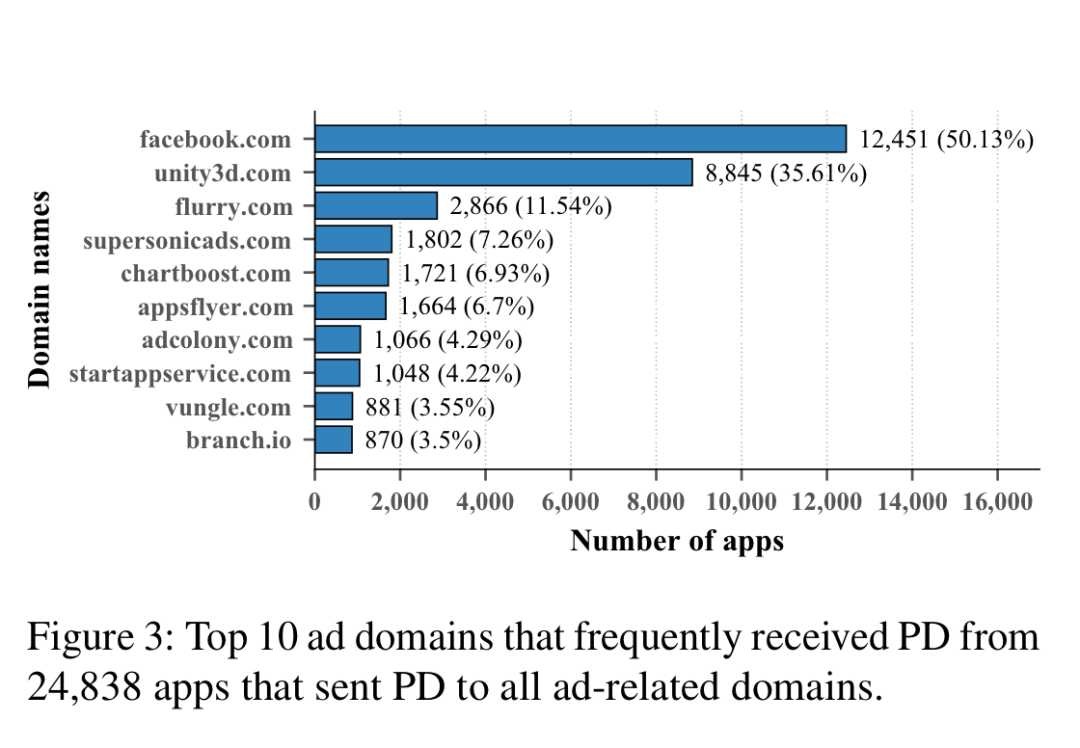 facebook.com 12,451 (50.13%)
unity3d.com 8,845 (35.61%)
flurry.com 2,866 (11.54%)
supersonicads.com 1,802 (7.26%)
chartboost.com 1,721 (6.93%)
appsflyer.com 1,664 (6.7%)
adcolony.com 1,066 (4.29%)
startappservice.com 1,048 (4.22%)
vungle.com 881 (3.55%)
branch.io 870 (3.5%)
Domain names
0 2,000 4,000 6,000 8,000 10,000 12,000 14,000 16,000
Number of apps
Figure 3: Top 10 ad domains that frequently received PD from
24,838 apps that sent PD to all ad-related domains.